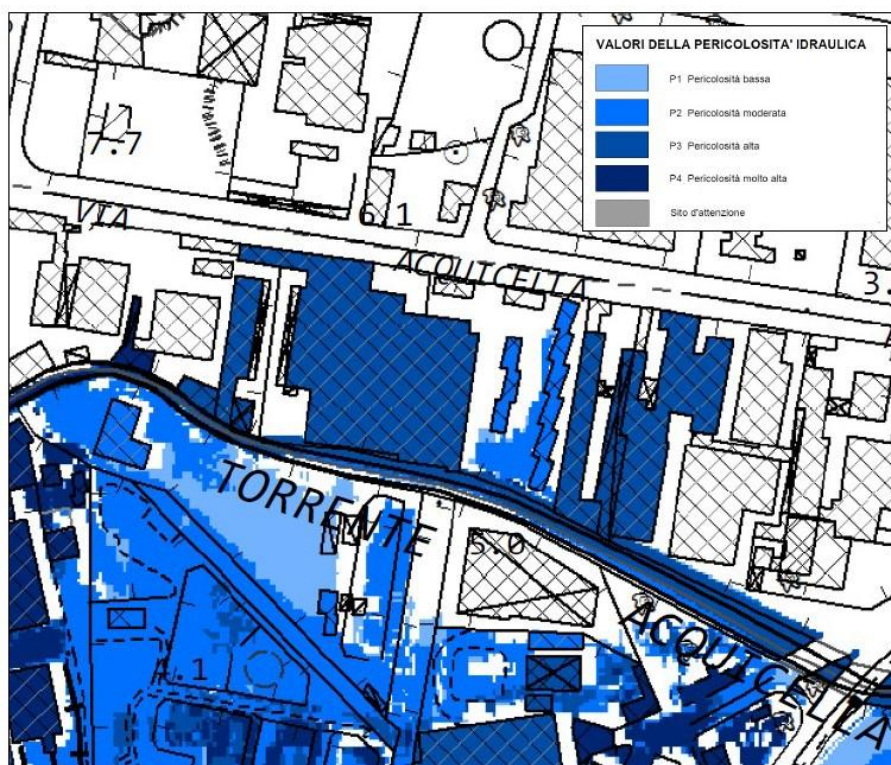 VALORI DELLA PERICOLOSITA' IDRAULICA
P1 Pericolosità bassa
P2 Pericolosità moderata
P3 Pericolosità alta
P4 Pericolosità molto alta
Sito d'attenzione
7.7
VIA
6.1
ACQUICELLA
3.
TORRENTE
5.0
ACQUICELLA
4.1